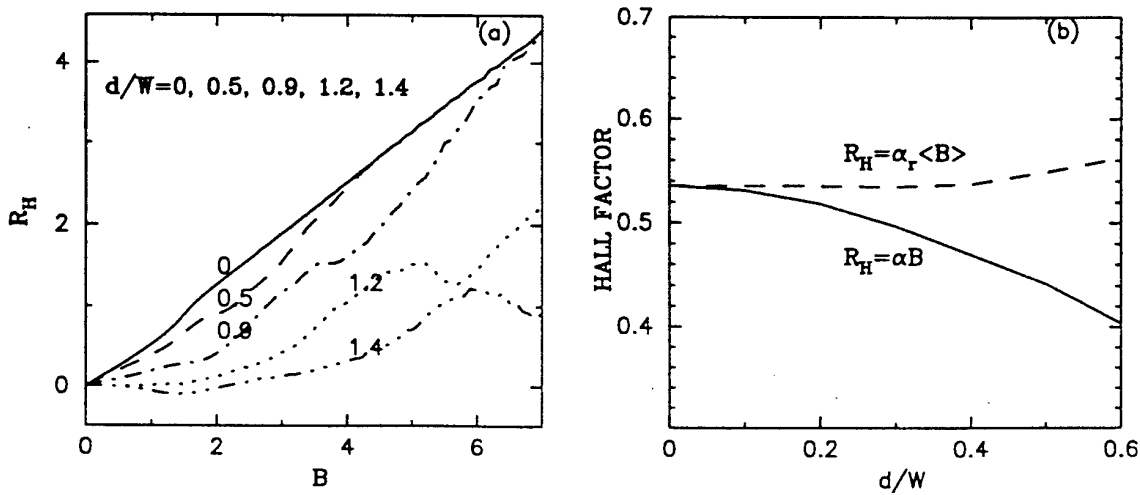 (a)
d/W=0, 0.5, 0.9, 1.2, 1.4
4
2
0
R_H
0
0.5
0.9
1.2
1.4
0
2
4
6
B
(b)
0.7
0.6
0.5
0.4
HALL FACTOR
R_H=α_r<B>
R_H=αB
0
0.2
0.4
0.6
d/W